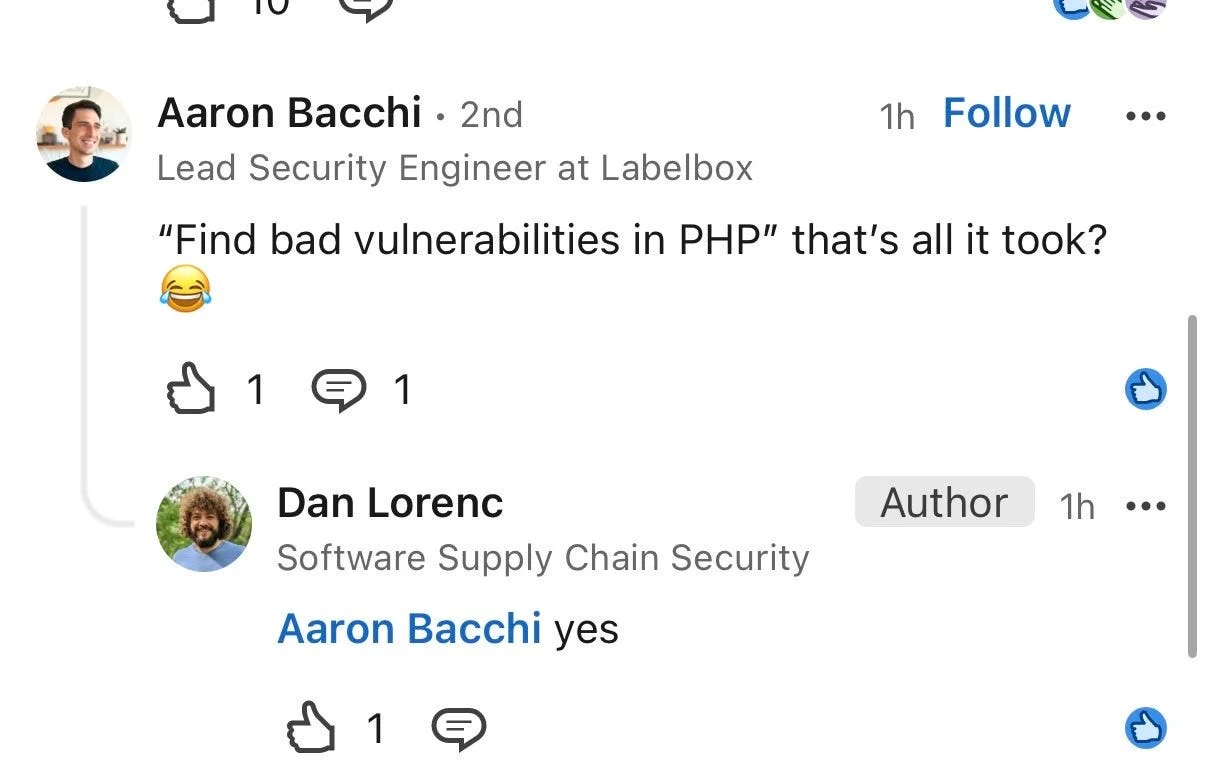 10
Aaron Bacchi · 2nd 1h Follow
Lead Security Engineer at Labelbox
“Find bad vulnerabilities in PHP” that’s all it took?
😂
1 1
Dan Lorenc Author 1h
Software Supply Chain Security
Aaron Bacchi yes
1